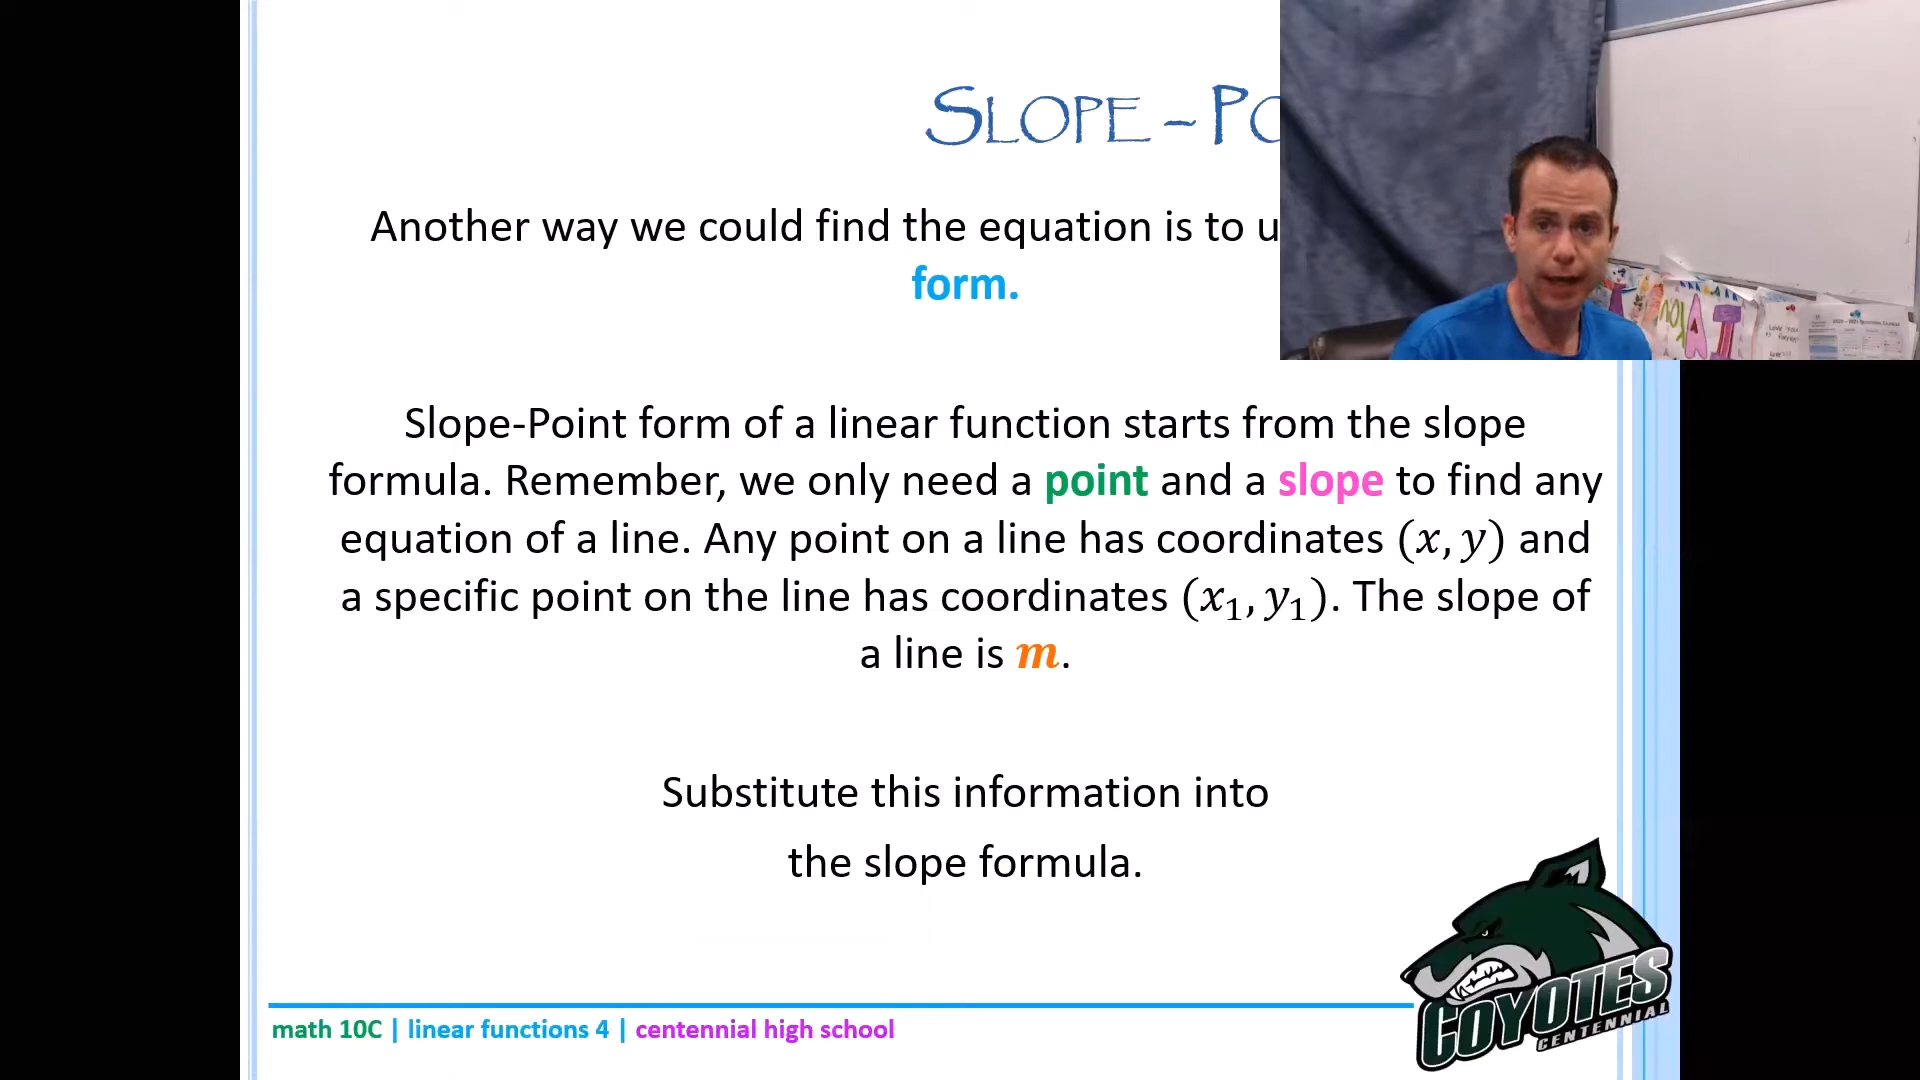 SLOPE – PO
Another way we could find the equation is to u
form.
Slope-Point form of a linear function starts from the slope
formula. Remember, we only need a point and a slope to find any
equation of a line. Any point on a line has coordinates (x, y) and
a specific point on the line has coordinates (x₁, y₁). The slope of
a line is m.
Substitute this information into
the slope formula.
COYOTES
CENTENNIAL
math 10C | linear functions 4 | centennial high school